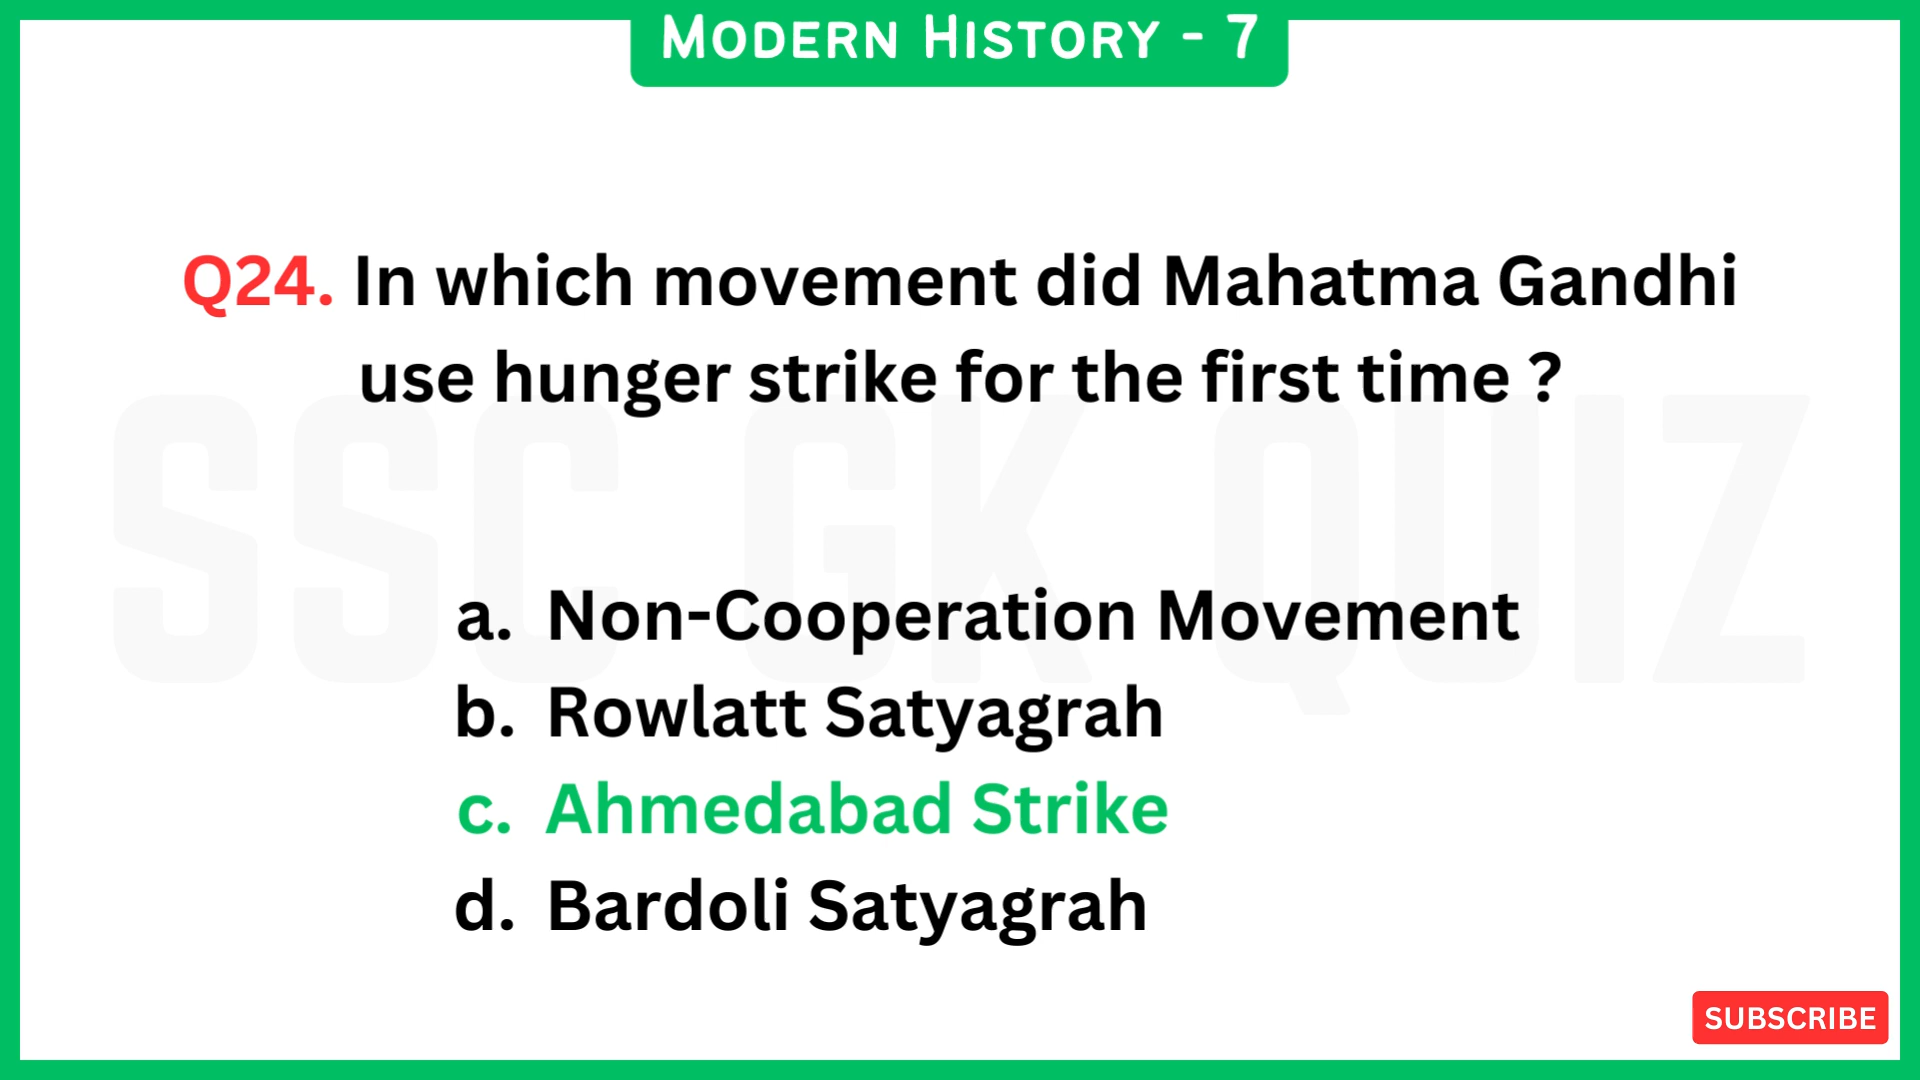 MODERN HISTORY - 7
Q24. In which movement did Mahatma Gandhi
use hunger strike for the first time ?
SSC GK QUIZ
a. Non-Cooperation Movement
b. Rowlatt Satyagrah
c. Ahmedabad Strike
d. Bardoli Satyagrah
SUBSCRIBE